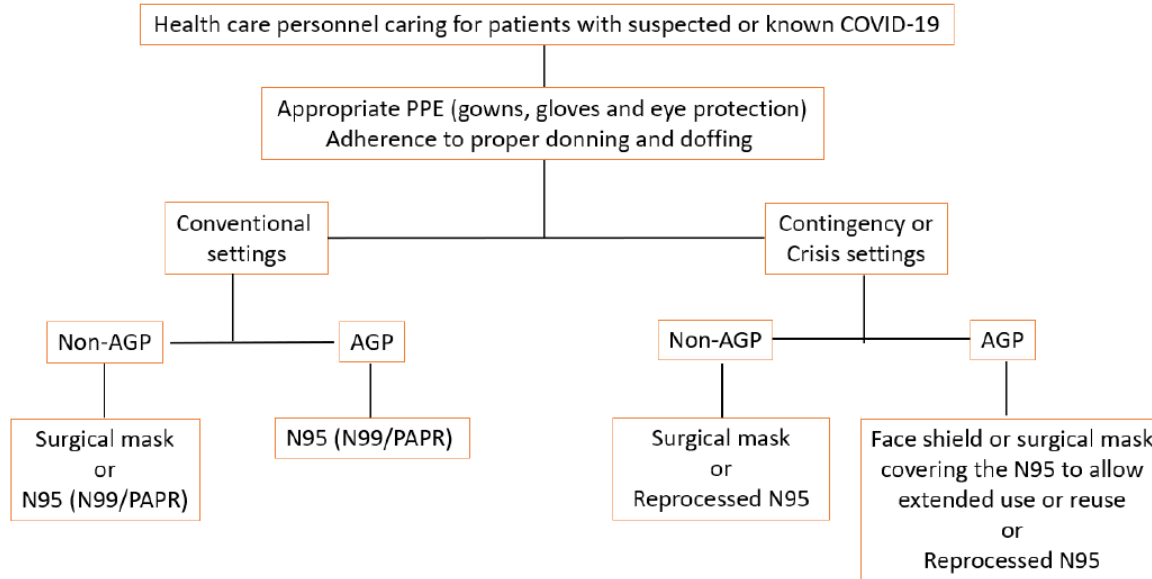 Health care personnel caring for patients with suspected or known COVID-19
Appropriate PPE (gowns, gloves and eye protection)
Adherence to proper donning and doffing
Conventional
settings
Contingency or
Crisis settings
Non-AGP
AGP
Non-AGP
AGP
Surgical mask
or
N95 (N99/PAPR)
N95 (N99/PAPR)
Surgical mask
or
Reprocessed N95
Face shield or surgical mask
covering the N95 to allow
extended use or reuse
or
Reprocessed N95